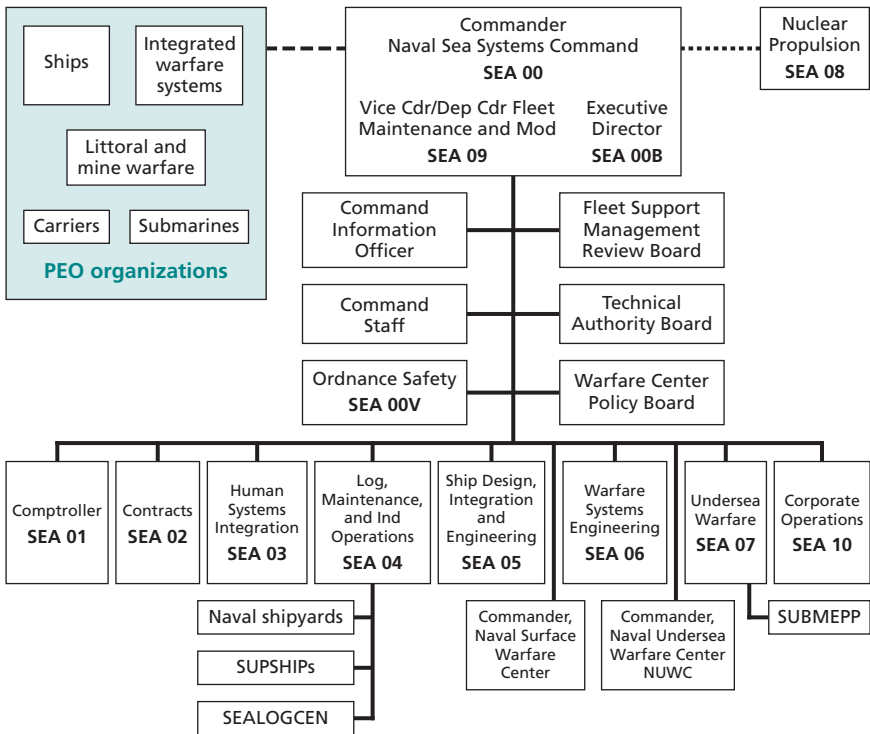 Ships
Integrated
warfare
systems
Littoral and
mine warfare
Carriers
Submarines
PEO organizations
Commander
Naval Sea Systems Command
SEA 00
Vice Cdr/Dep Cdr Fleet
Maintenance and Mod
SEA 09
Executive
Director
SEA 00B
Nuclear
Propulsion
SEA 08
Command
Information
Officer
Fleet Support
Management
Review Board
Command
Staff
Technical
Authority Board
Ordnance Safety
SEA 00V
Warfare Center
Policy Board
Comptroller
SEA 01
Contracts
SEA 02
Human
Systems
Integration
SEA 03
Log,
Maintenance,
and Ind
Operations
SEA 04
Ship Design,
Integration
and
Engineering
SEA 05
Warfare
Systems
Engineering
SEA 06
Undersea
Warfare
SEA 07
Corporate
Operations
SEA 10
Naval shipyards
SUPSHIPs
SEALOGCEN
Commander,
Naval Surface
Warfare
Center
Commander,
Naval Undersea
Warfare Center
NUWC
SUBMEPP